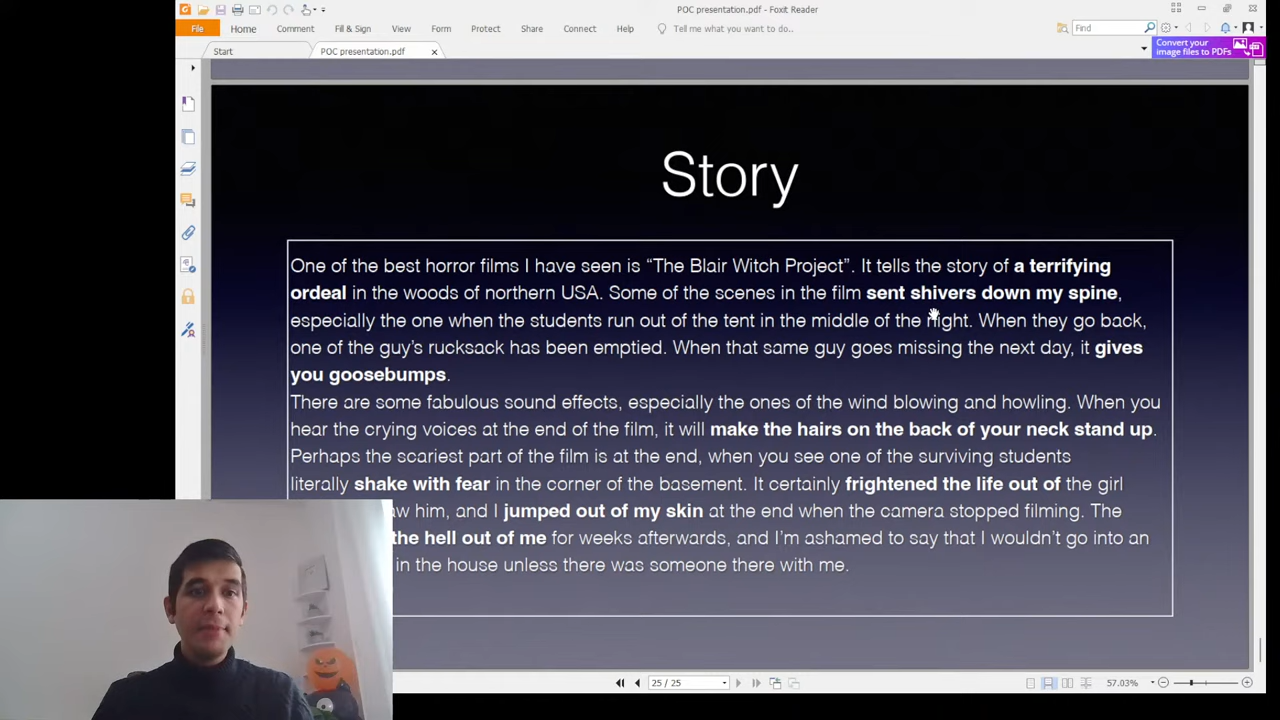 POC presentation.pdf - Foxit Reader
File Home Comment Fill & Sign View Form Protect Share Connect Help Tell me what you want to do.. Find
Start POC presentation.pdf
Convert your
image files to PDFs
Story
One of the best horror films I have seen is “The Blair Witch Project”. It tells the story of a terrifying
ordeal in the woods of northern USA. Some of the scenes in the film sent shivers down my spine,
especially the one when the students run out of the tent in the middle of the night. When they go back,
one of the guy’s rucksack has been emptied. When that same guy goes missing the next day, it gives
you goosebumps.
There are some fabulous sound effects, especially the ones of the wind blowing and howling. When you
hear the crying voices at the end of the film, it will make the hairs on the back of your neck stand up.
Perhaps the scariest part of the film is at the end, when you see one of the surviving students
literally shake with fear in the corner of the basement. It certainly frightened the life out of the girl
him, and I jumped out of my skin at the end when the camera stopped filming. The
the hell out of me for weeks afterwards, and I’m ashamed to say that I wouldn’t go into an
in the house unless there was someone there with me.
25 / 25 57.03%